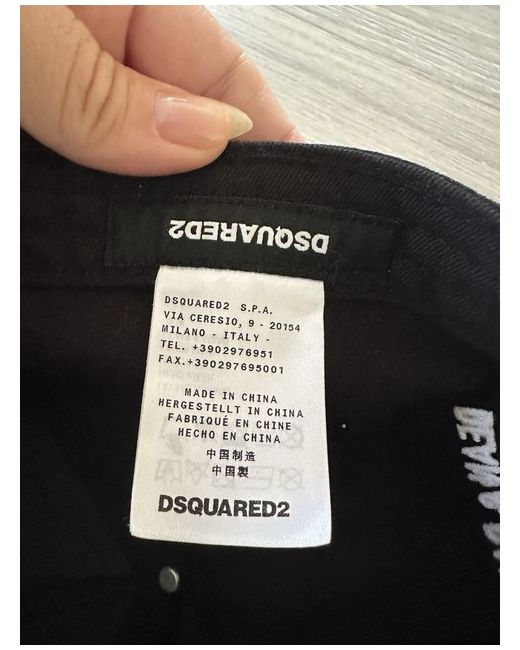 DSQUARED2
DSQUARED2 S.P.A.
VIA CERESIO, 9 - 20154
MILANO - ITALY -
TEL. +3902976951
FAX.+390297695001
MADE IN CHINA
HERGESTELLT IN CHINA
FABRIQUÉ EN CHINE
HECHO EN CHINA
中国制造
中国製
DSQUARED2